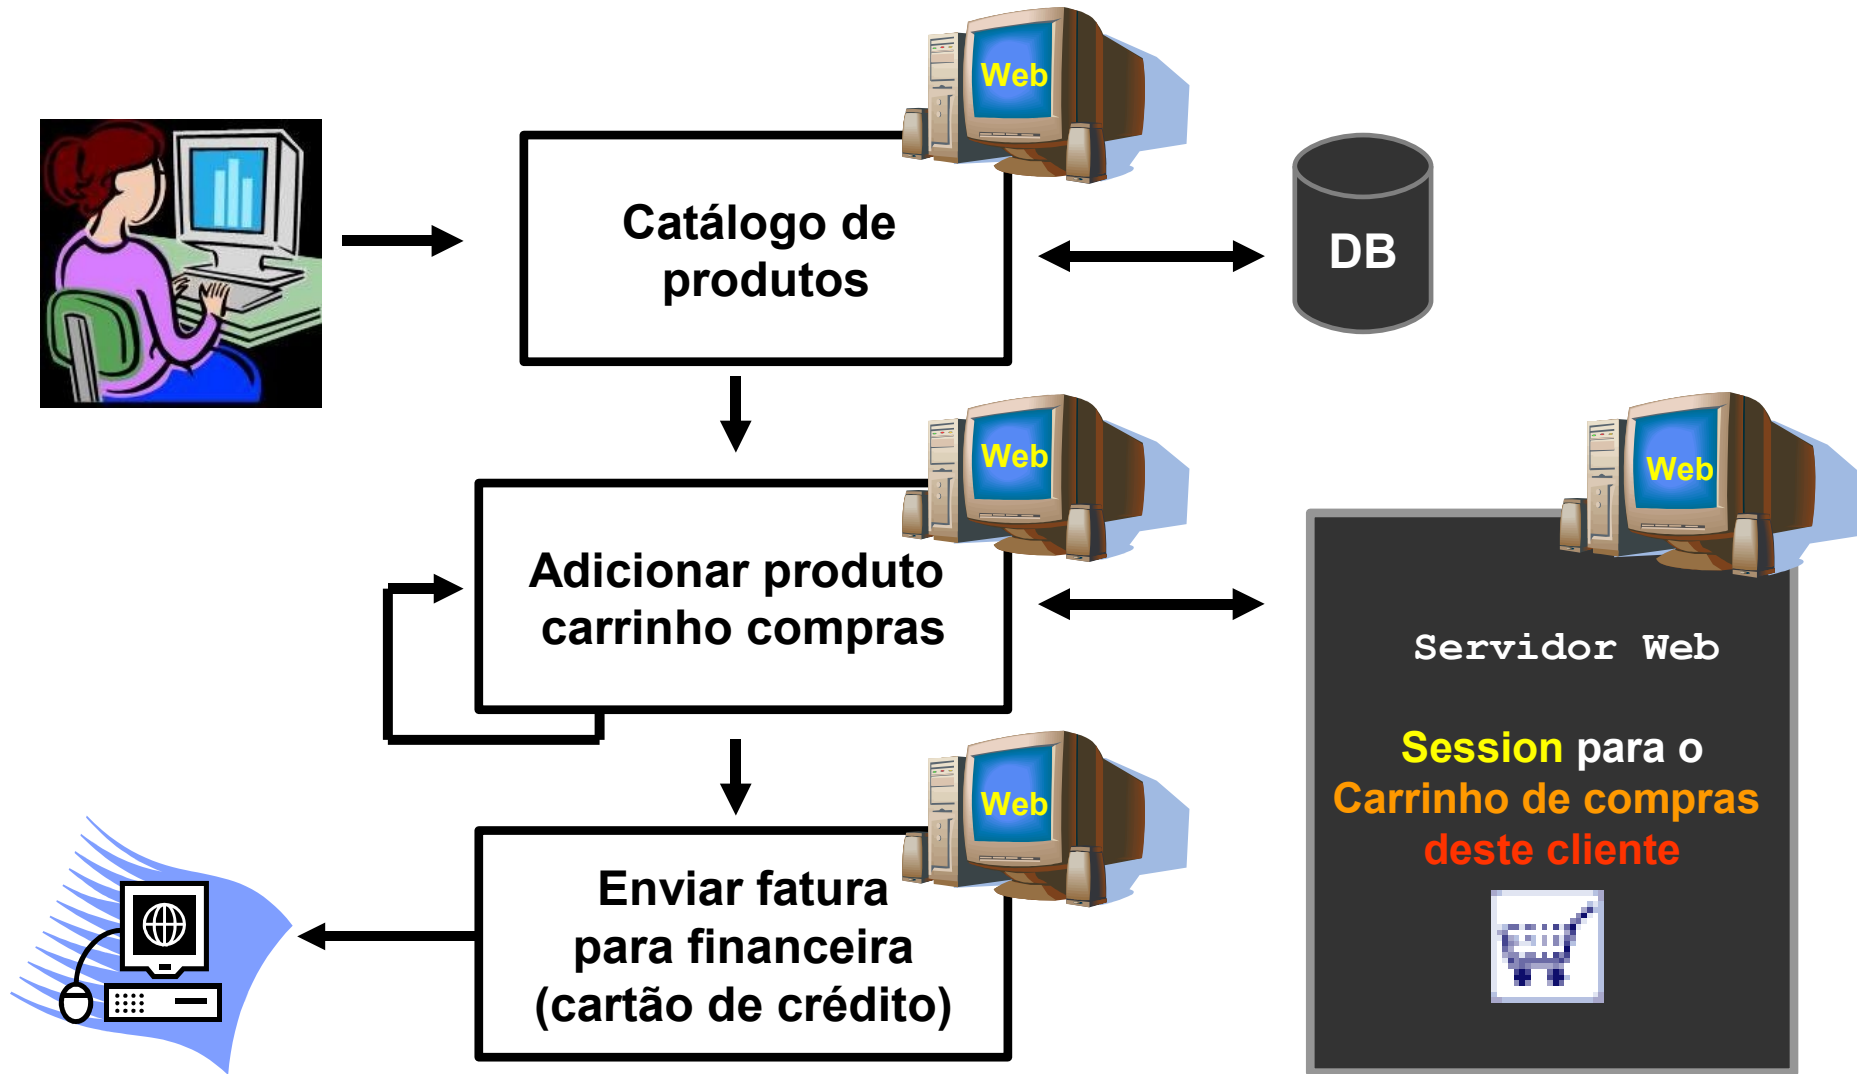 Web
Catálogo de
produtos
DB
Web
Adicionar produto
carrinho compras
Web
Servidor Web
Session para o
Carrinho de compras
deste cliente
Web
Enviar fatura
para financeira
(cartão de crédito)